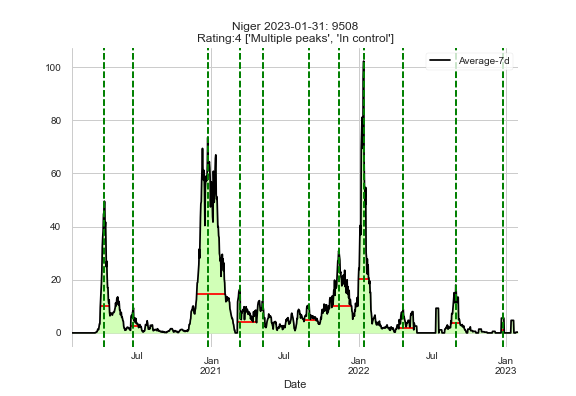 Niger 2023-01-31: 9508
Rating:4 ['Multiple peaks', 'In control']
Average-7d
100
80
60
40
20
0
Jul
Jan
2021
Jul
Jan
2022
Jul
Jan
2023
Date